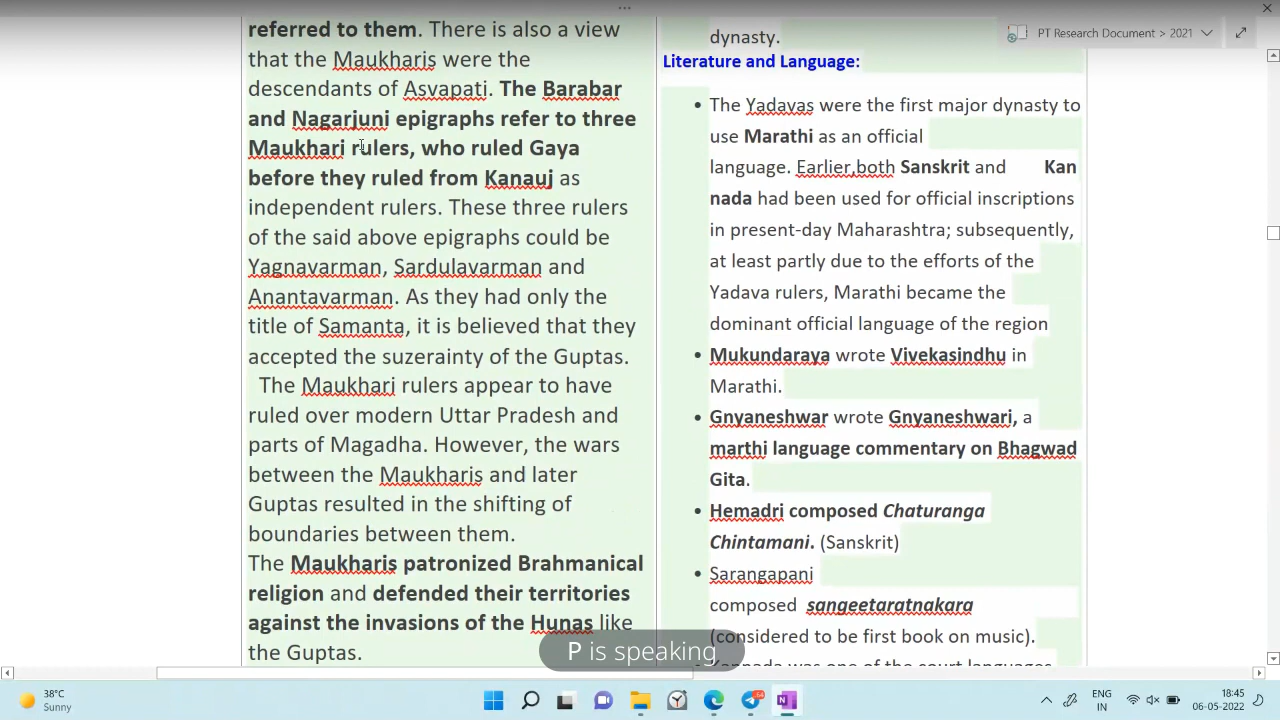 PT Research Document > 2021
referred to them. There is also a view
that the Maukharis were the
descendants of Asvapati. The Barabar
and Nagarjuni epigraphs refer to three
Maukhari rulers, who ruled Gaya
before they ruled from Kanauj as
independent rulers. These three rulers
of the said above epigraphs could be
Yagnavarman, Sardulavarman and
Anantavarman. As they had only the
title of Samanta, it is believed that they
accepted the suzerainty of the Guptas.
The Maukhari rulers appear to have
ruled over modern Uttar Pradesh and
parts of Magadha. However, the wars
between the Maukharis and later
Guptas resulted in the shifting of
boundaries between them.
The Maukharis patronized Brahmanical
religion and defended their territories
against the invasions of the Hunas like
the Guptas.
dynasty.
Literature and Language:
• The Yadavas were the first major dynasty to
use Marathi as an official
language. Earlier,both Sanskrit and Kan
nada had been used for official inscriptions
in present-day Maharashtra; subsequently,
at least partly due to the efforts of the
Yadava rulers, Marathi became the
dominant official language of the region
• Mukundaraya wrote Vivekasindhu in
Marathi.
• Gnyaneshwar wrote Gnyaneshwari, a
marthi language commentary on Bhagwad
Gita.
• Hemadri composed Chaturanga
Chintamani. (Sanskrit)
• Sarangapani
composed sangeetaratnakara
(considered to be first book on music).
• Kannada was one of the court languages
P is speaking
38°C
Sunny
64
ENG
IN
18:45
06-05-2022